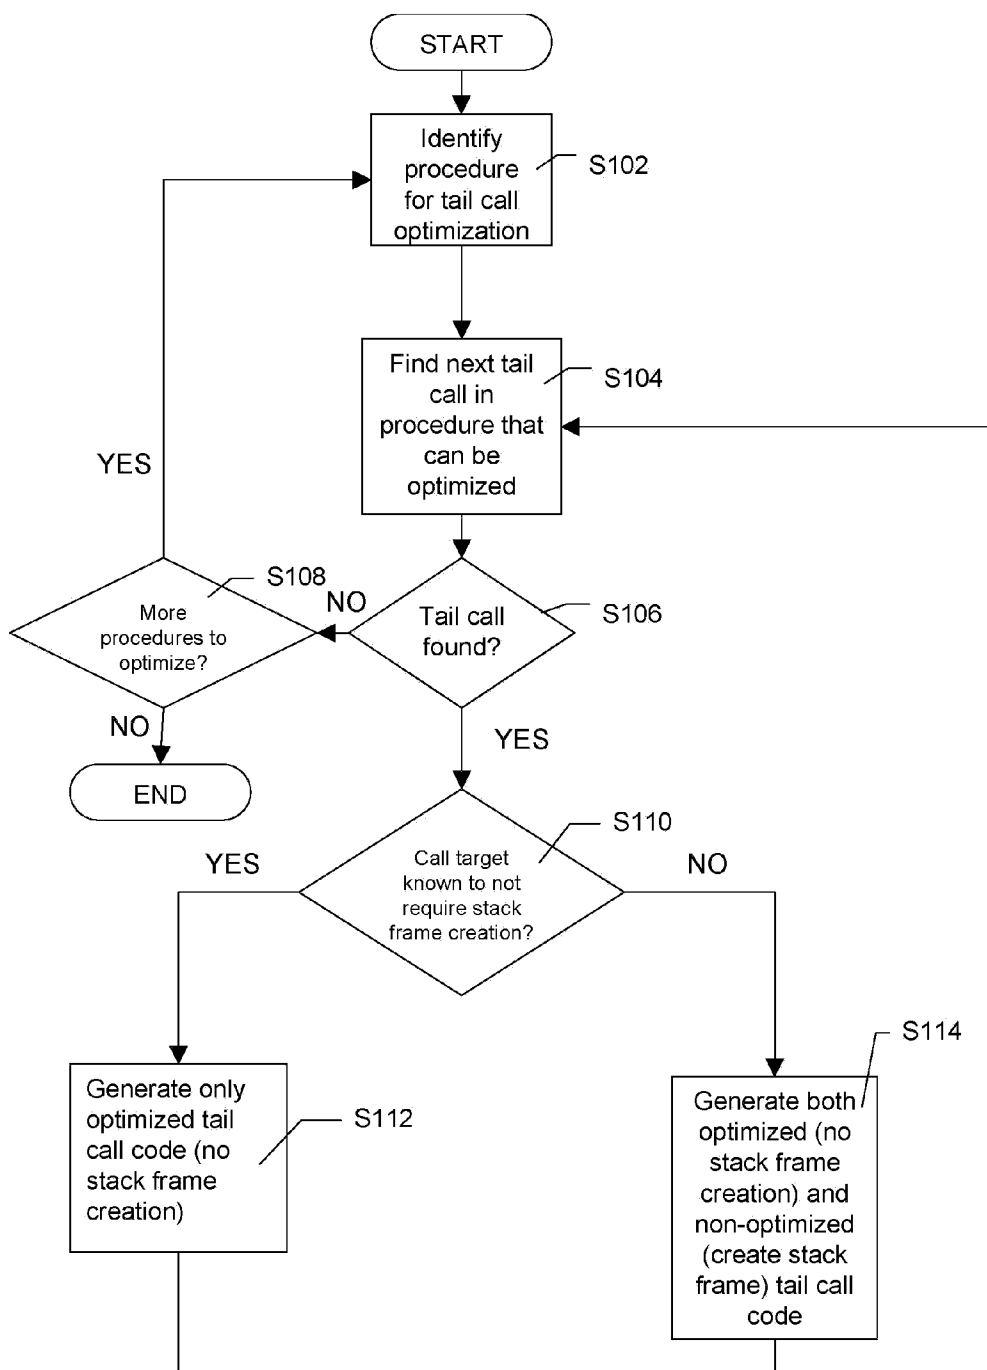 START
Identify
procedure
for tail call
optimization
S102
Find next tail
call in
procedure that
can be
optimized
S104
YES
S108
NO
More
procedures to
optimize?
Tail call
found?
S106
NO
YES
END
S110
YES
Call target
known to not
require stack
frame creation?
NO
S114
Generate only
optimized tail
call code (no
stack frame
creation)
S112
Generate both
optimized (no
stack frame
creation) and
non-optimized
(create stack
frame) tail call
code